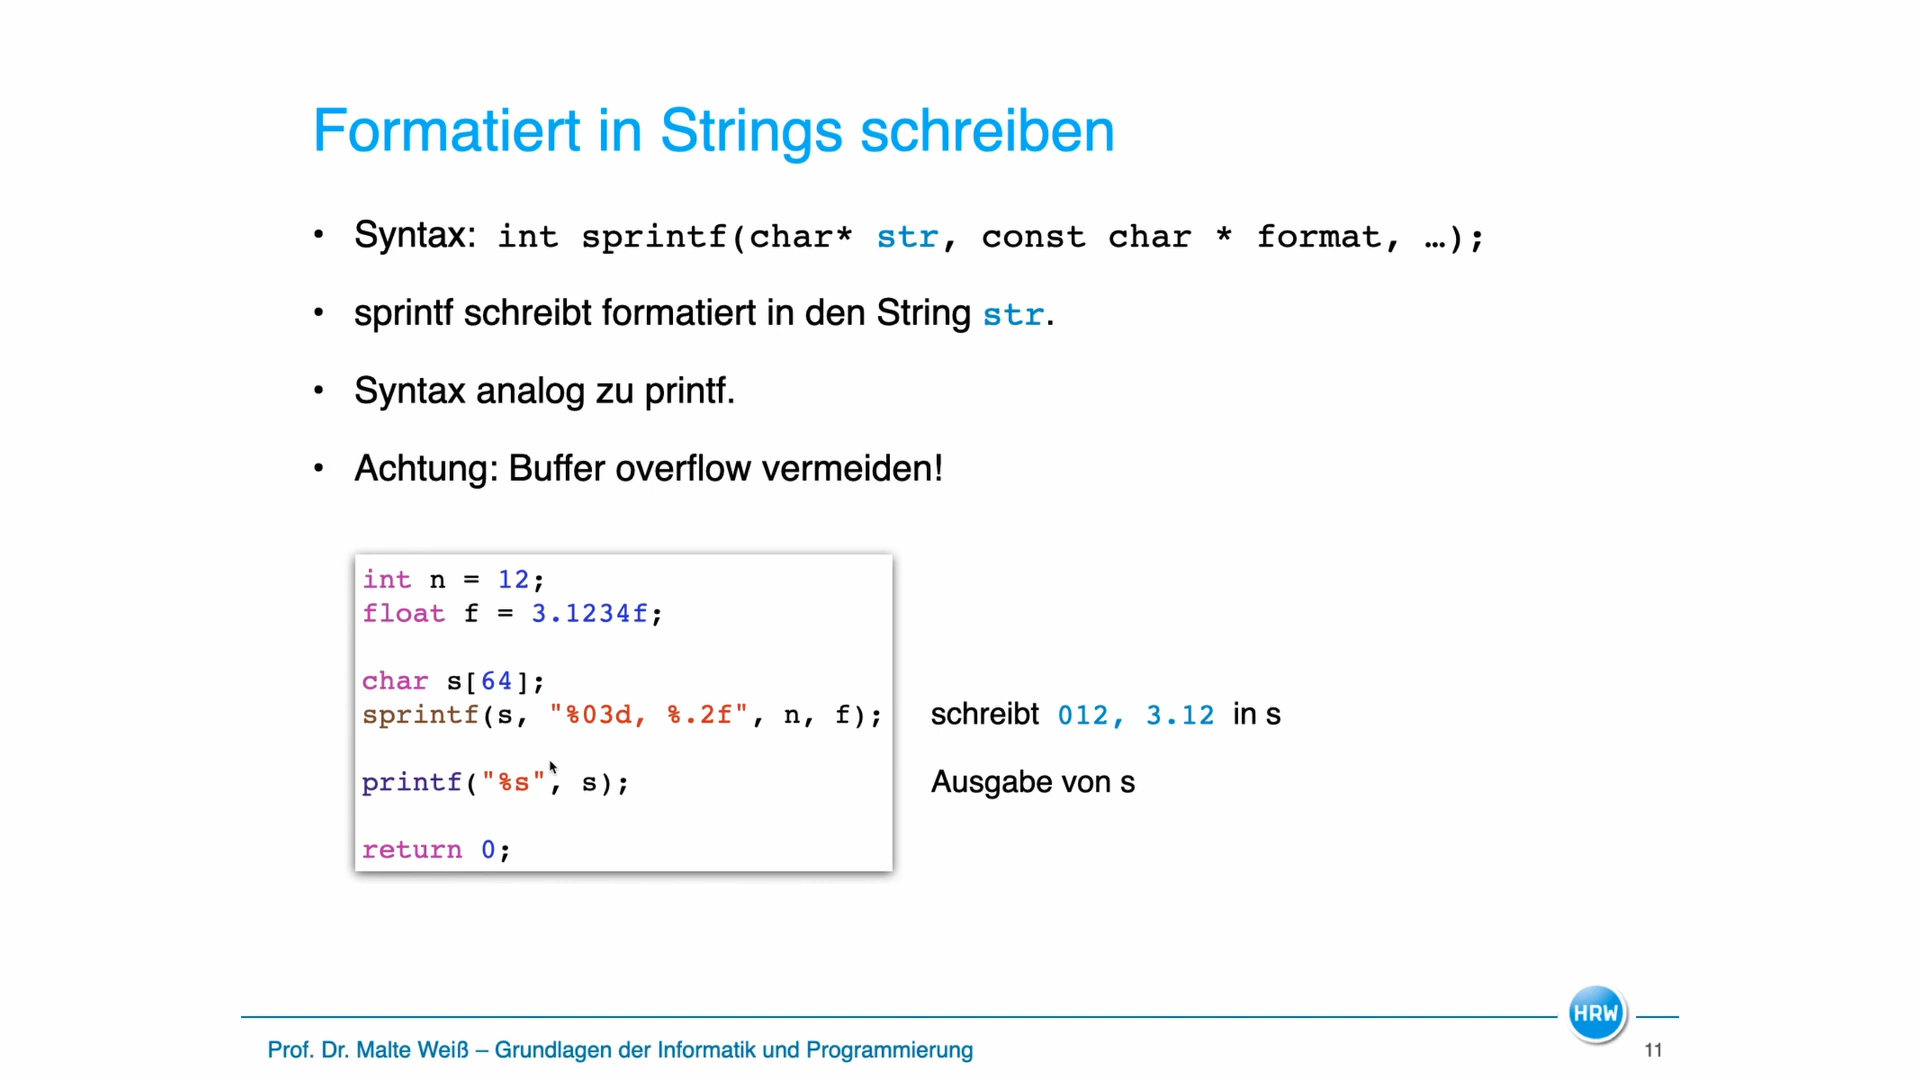 Formatiert in Strings schreiben
• Syntax: int sprintf(char* str, const char * format, …);
• sprintf schreibt formatiert in den String str.
• Syntax analog zu printf.
• Achtung: Buffer overflow vermeiden!
int n = 12;
float f = 3.1234f;
char s[64];
sprintf(s, "%03d, %.2f", n, f);
schreibt 012, 3.12 in s
printf("%s", s);
Ausgabe von s
return 0;
HRW
Prof. Dr. Malte Weiß – Grundlagen der Informatik und Programmierung
11